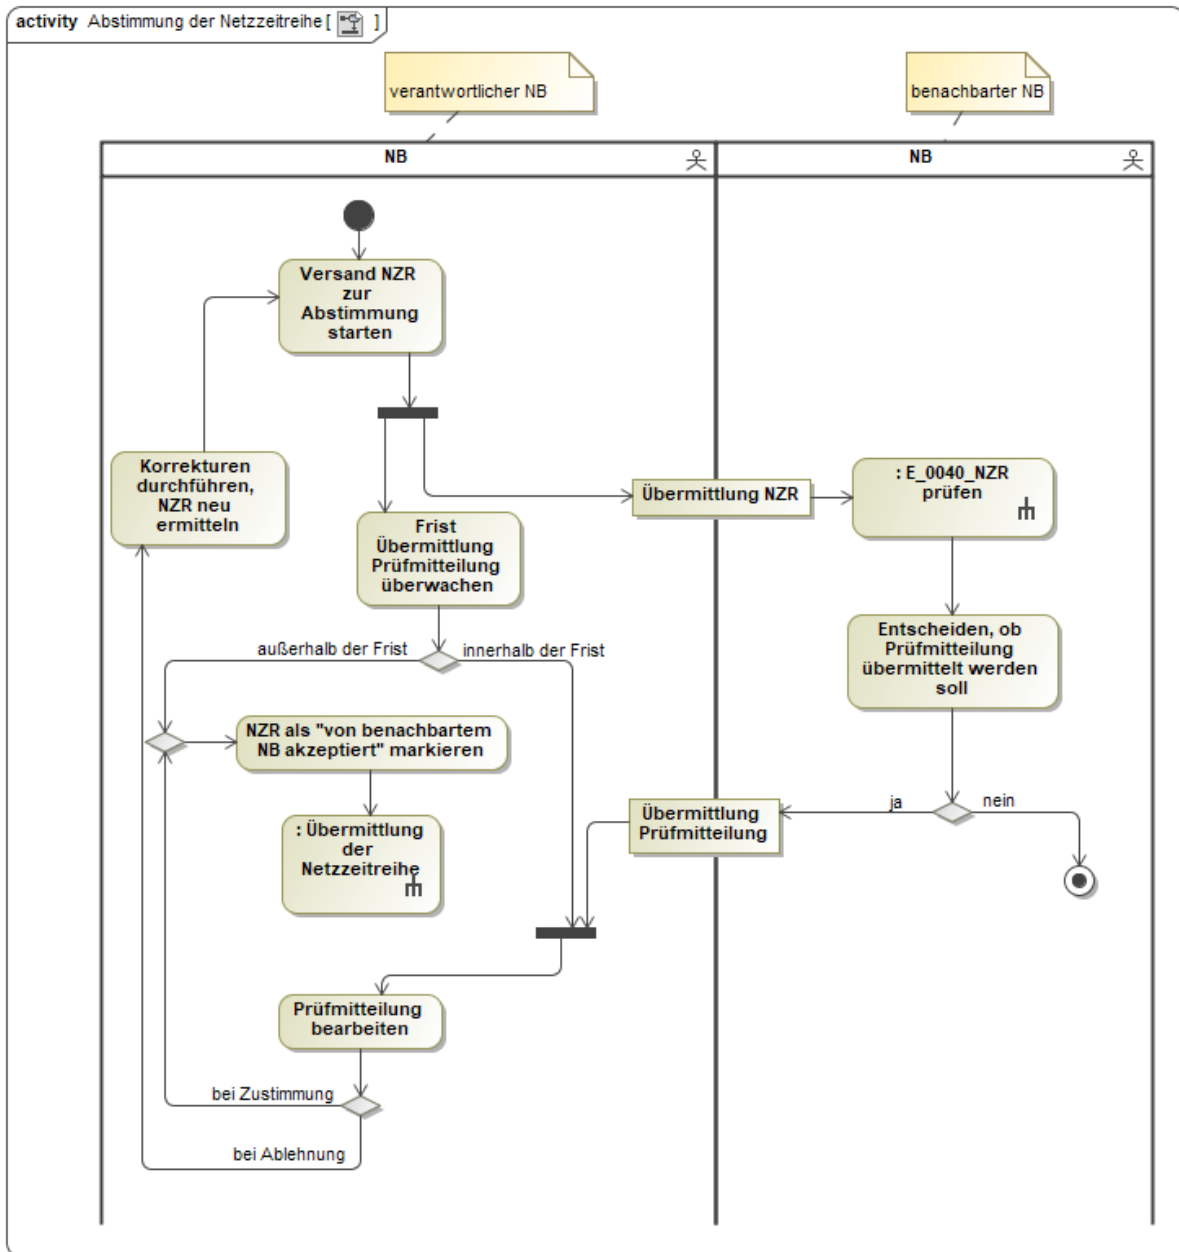 activity Abstimmung der Netzzeitreihe [ ]
verantwortlicher NB
benachbarter NB
NB
NB
Versand NZR
zur
Abstimmung
starten
Korrekturen
durchführen,
NZR neu
ermitteln
Übermittlung NZR
: E_0040_NZR
prüfen
Frist
Übermittlung
Prüfmitteilung
überwachen
Entscheiden, ob
Prüfmitteilung
übermittelt werden
soll
außerhalb der Frist
innerhalb der Frist
NZR als "von benachbartem
NB akzeptiert" markieren
: Übermittlung
der
Netzzeitreihe
Übermittlung
Prüfmitteilung
ja
nein
Prüfmitteilung
bearbeiten
bei Zustimmung
bei Ablehnung